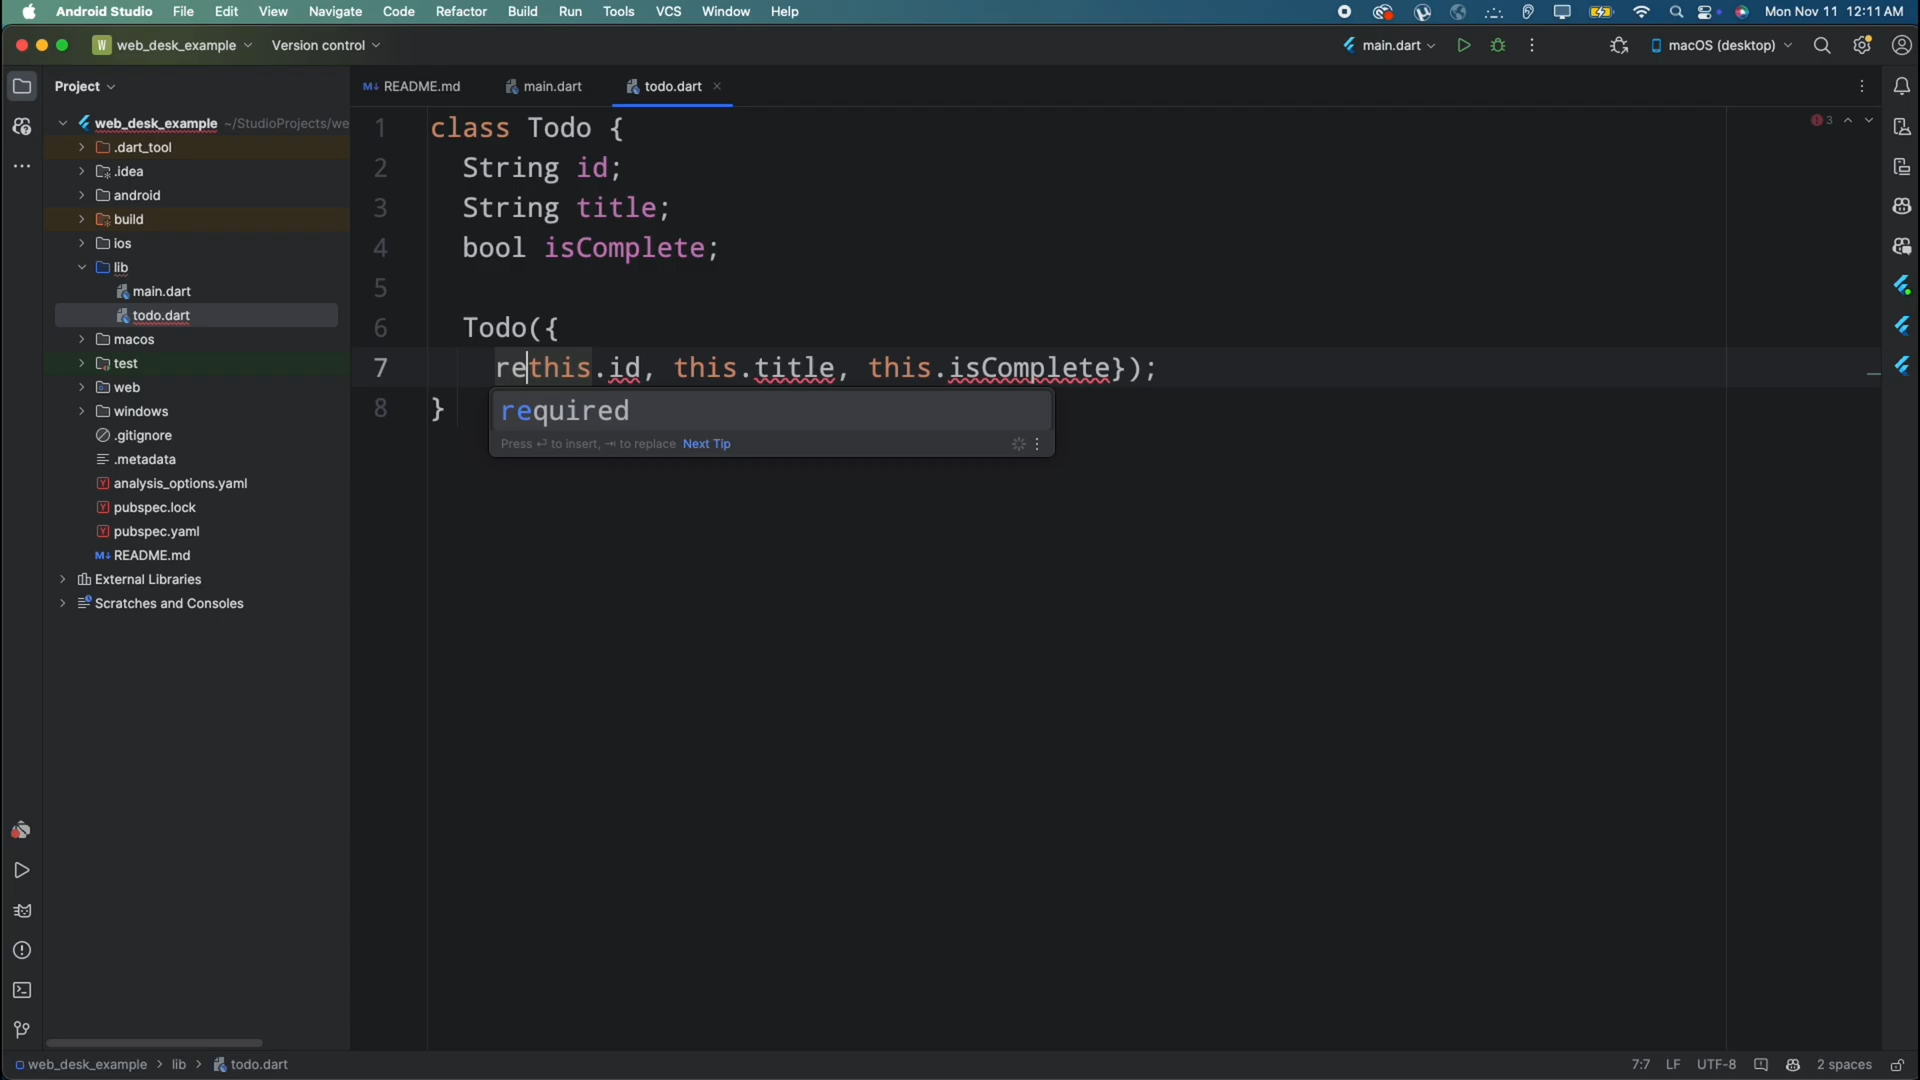 Android Studio File Edit View Navigate Code Refactor Build Run Tools VCS Window Help Mon Nov 11 12:11 AM
W web_desk_example Version control main.dart macOS (desktop)
Project
README.md main.dart todo.dart
web_desk_example ~/StudioProjects/we
.dart_tool
.idea
android
build
ios
lib
main.dart
todo.dart
macos
test
web
windows
.gitignore
.metadata
analysis_options.yaml
pubspec.lock
pubspec.yaml
README.md
External Libraries
Scratches and Consoles
1 class Todo {
2 String id;
3 String title;
4 bool isComplete;
5
6 Todo({
7 rethis.id, this.title, this.isComplete});
8 }
3
required
Press ⏎ to insert, ⇥ to replace Next Tip
web_desk_example > lib > todo.dart 7:7 LF UTF-8 2 spaces